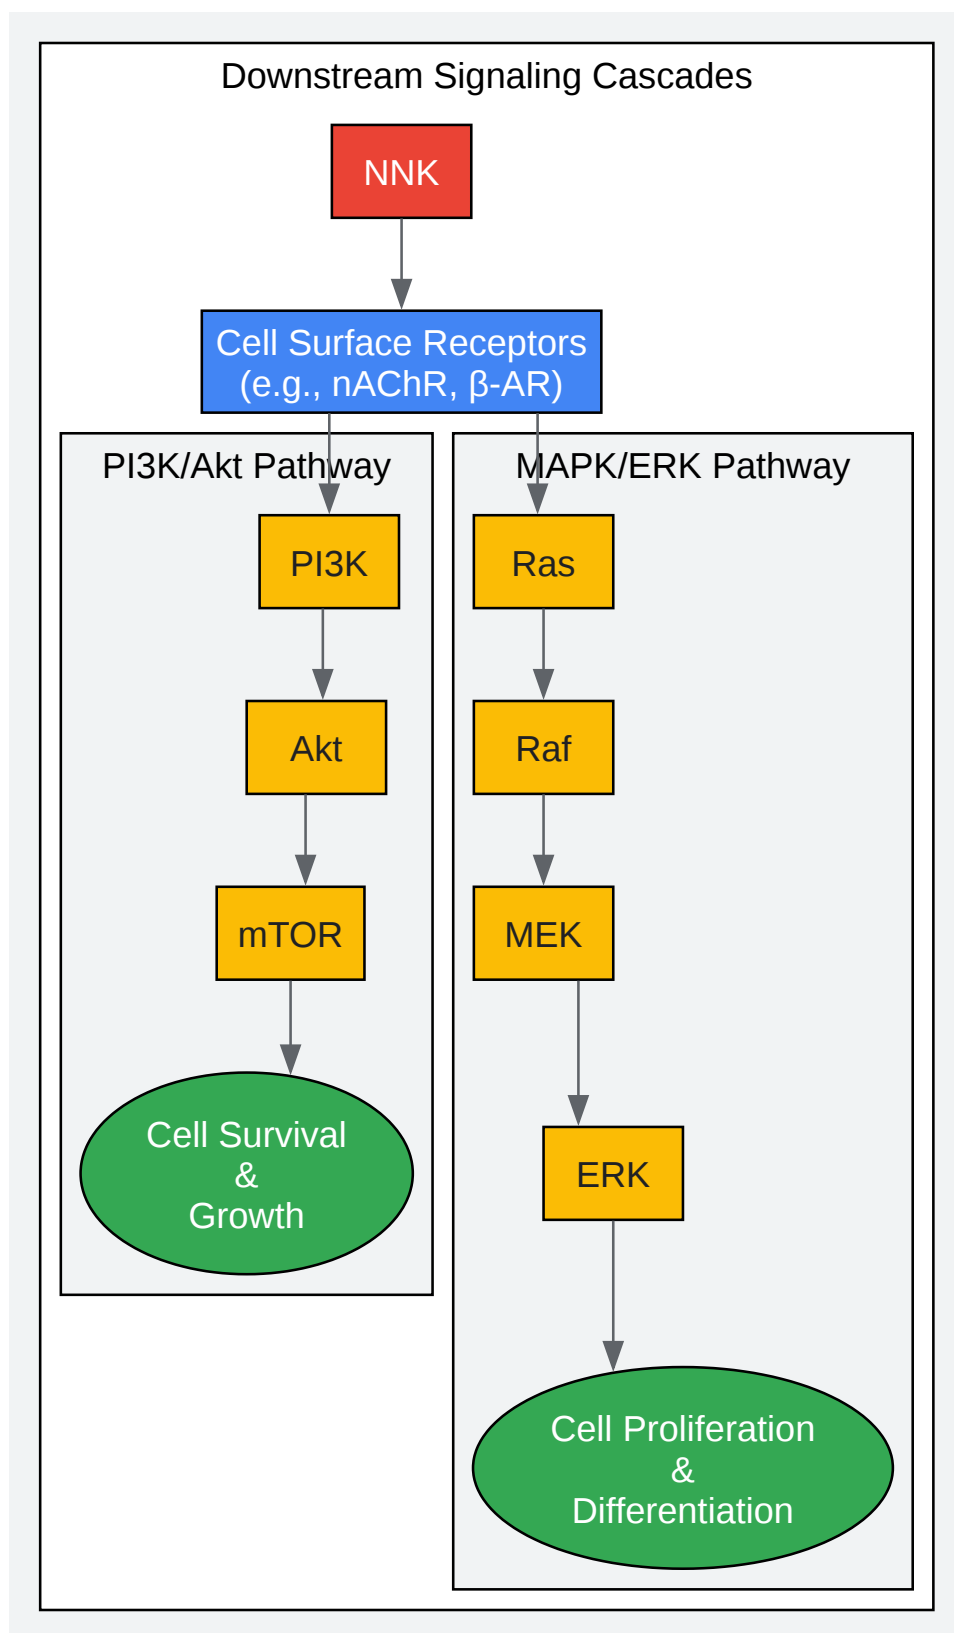 Downstream Signaling Cascades
NNK
Cell Surface Receptors
(e.g., nAChR, β-AR)
PI3K/Akt Pathway
PI3K
Akt
mTOR
Cell Survival
&
Growth
MAPK/ERK Pathway
Ras
Raf
MEK
ERK
Cell Proliferation
&
Differentiation